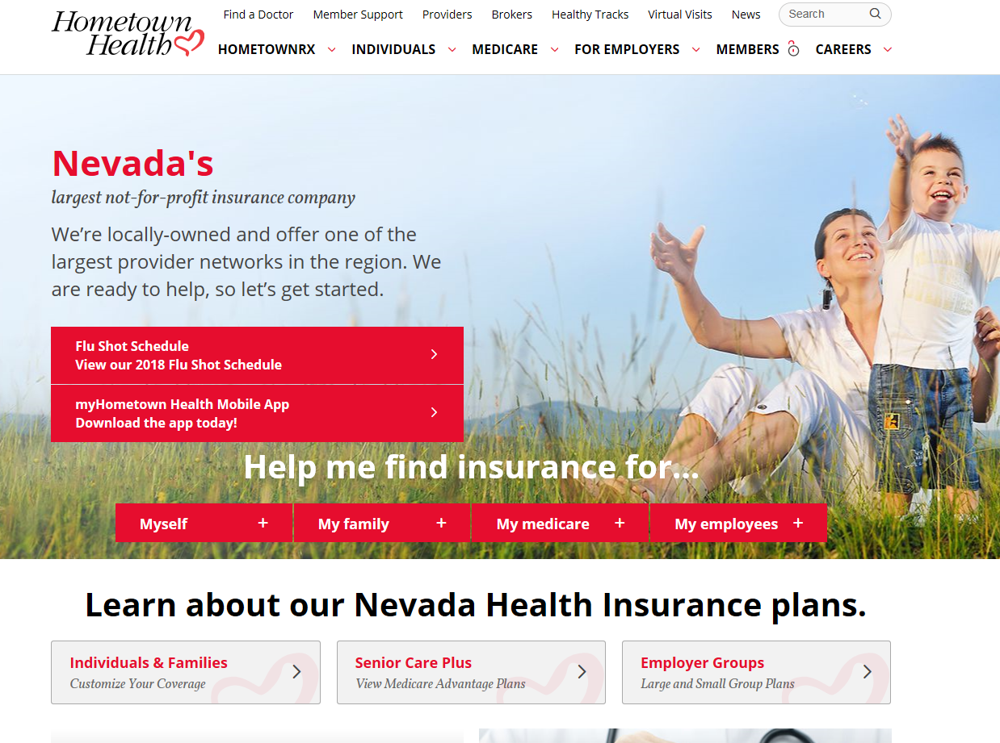 Hometown
Health
Find a Doctor Member Support Providers Brokers Healthy Tracks Virtual Visits News Search
HOMETOWNRX INDIVIDUALS MEDICARE FOR EMPLOYERS MEMBERS CAREERS
Nevada's
largest not-for-profit insurance company
We’re locally-owned and offer one of the
largest provider networks in the region. We
are ready to help, so let’s get started.
Flu Shot Schedule
View our 2018 Flu Shot Schedule
myHometown Health Mobile App
Download the app today!
Help me find insurance for...
Myself + My family + My medicare + My employees +
Learn about our Nevada Health Insurance plans.
Individuals & Families
Customize Your Coverage
Senior Care Plus
View Medicare Advantage Plans
Employer Groups
Large and Small Group Plans